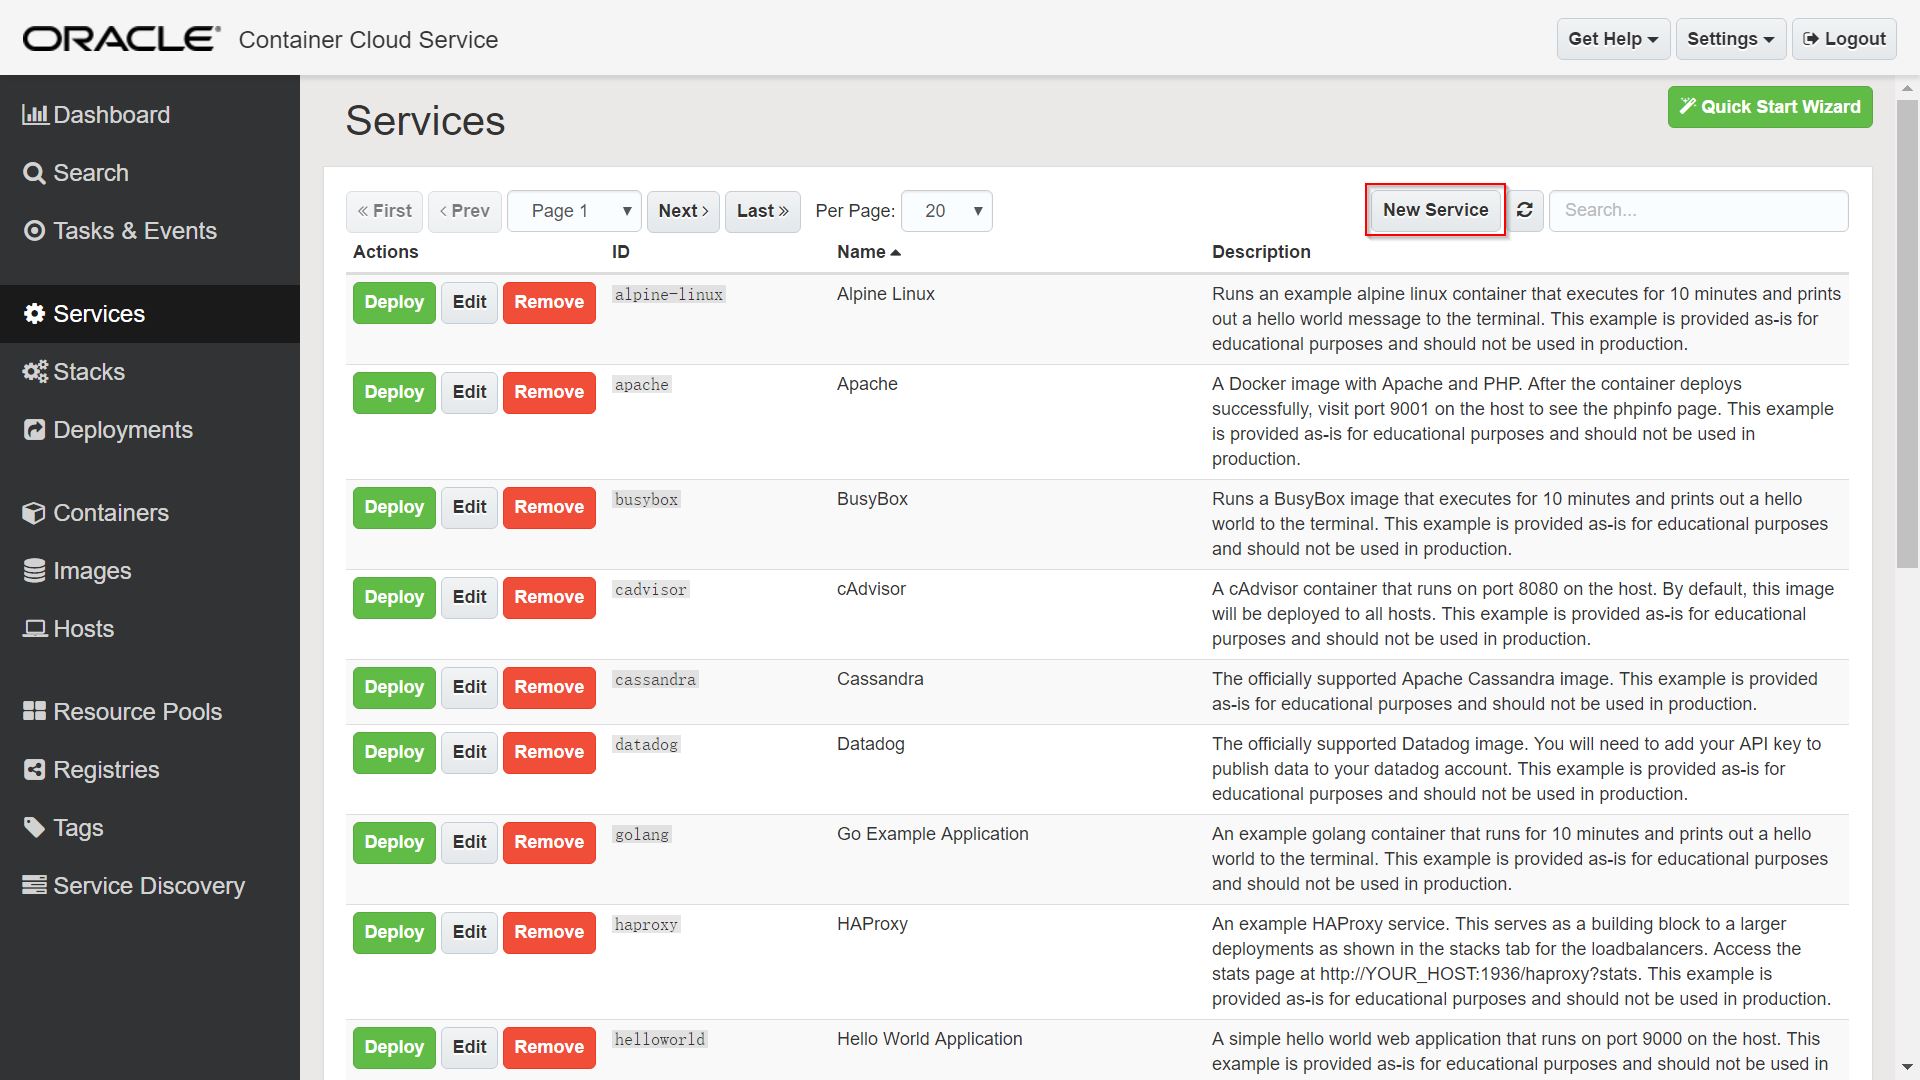 ORACLE® Container Cloud Service
Get Help Settings Logout
Dashboard
Search
Tasks & Events
Services
Stacks
Deployments
Containers
Images
Hosts
Resource Pools
Registries
Tags
Service Discovery
Services
Quick Start Wizard
« First ‹ Prev Page 1 Next › Last » Per Page: 20 New Service Search...
Actions ID Name Description
Deploy Edit Remove alpine-linux Alpine Linux Runs an example alpine linux container that executes for 10 minutes and prints
out a hello world message to the terminal. This example is provided as-is for
educational purposes and should not be used in production.
Deploy Edit Remove apache Apache A Docker image with Apache and PHP. After the container deploys
successfully, visit port 9001 on the host to see the phpinfo page. This example
is provided as-is for educational purposes and should not be used in
production.
Deploy Edit Remove busybox BusyBox Runs a BusyBox image that executes for 10 minutes and prints out a hello
world to the terminal. This example is provided as-is for educational purposes
and should not be used in production.
Deploy Edit Remove cadvisor cAdvisor A cAdvisor container that runs on port 8080 on the host. By default, this image
will be deployed to all hosts. This example is provided as-is for educational
purposes and should not be used in production.
Deploy Edit Remove cassandra Cassandra The officially supported Apache Cassandra image. This example is provided
as-is for educational purposes and should not be used in production.
Deploy Edit Remove datadog Datadog The officially supported Datadog image. You will need to add your API key to
publish data to your datadog account. This example is provided as-is for
educational purposes and should not be used in production.
Deploy Edit Remove golang Go Example Application An example golang container that runs for 10 minutes and prints out a hello
world to the terminal. This example is provided as-is for educational purposes
and should not be used in production.
Deploy Edit Remove haproxy HAProxy An example HAProxy service. This serves as a building block to a larger
deployments as shown in the stacks tab for the loadbalancers. Access the
stats page at http://YOUR_HOST:1936/haproxy?stats. This example is
provided as-is for educational purposes and should not be used in production.
Deploy Edit Remove helloworld Hello World Application A simple hello world web application that runs on port 9000 on the host. This
example is provided as-is for educational purposes and should not be used in